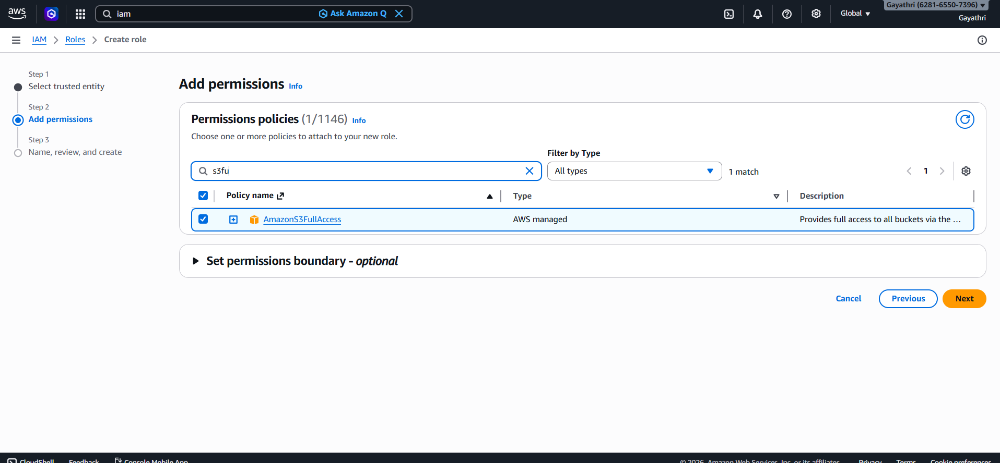 aws
iam
Ask Amazon Q
Global
Gayathri (6281-6550-7396)
Gayathri
IAM
Roles
Create role
Step 1
Select trusted entity
Step 2
Add permissions
Step 3
Name, review, and create
Add permissions Info
Permissions policies (1/1146) Info
Choose one or more policies to attach to your new role.
Filter by Type
s3fu
All types
1 match
1
Policy name
Type
Description
AmazonS3FullAccess
AWS managed
Provides full access to all buckets via the …
Set permissions boundary - optional
Cancel
Previous
Next
CloudShell
Feedback
Console Mobile App
© 2026, Amazon Web Services, Inc. or its affiliates.
Privacy
Terms
Cookie preferences